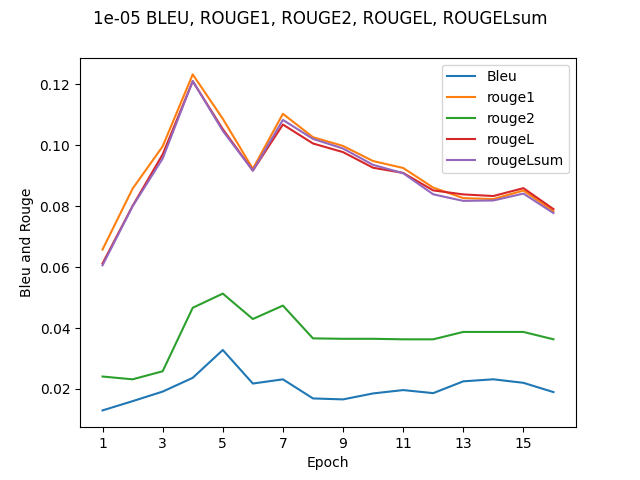 1e-05 BLEU, ROUGE1, ROUGE2, ROUGEL, ROUGELsum
Bleu
rouge1
rouge2
rougeL
rougeLsum
Bleu and Rouge
0.12
0.10
0.08
0.06
0.04
0.02
1 3 5 7 9 11 13 15
Epoch